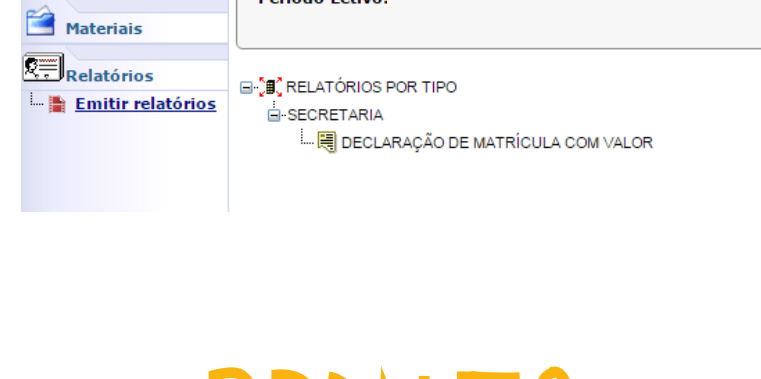 Período Letivo:
Materiais
Relatórios
Emitir relatórios
RELATÓRIOS POR TIPO
SECRETARIA
DECLARAÇÃO DE MATRÍCULA COM VALOR